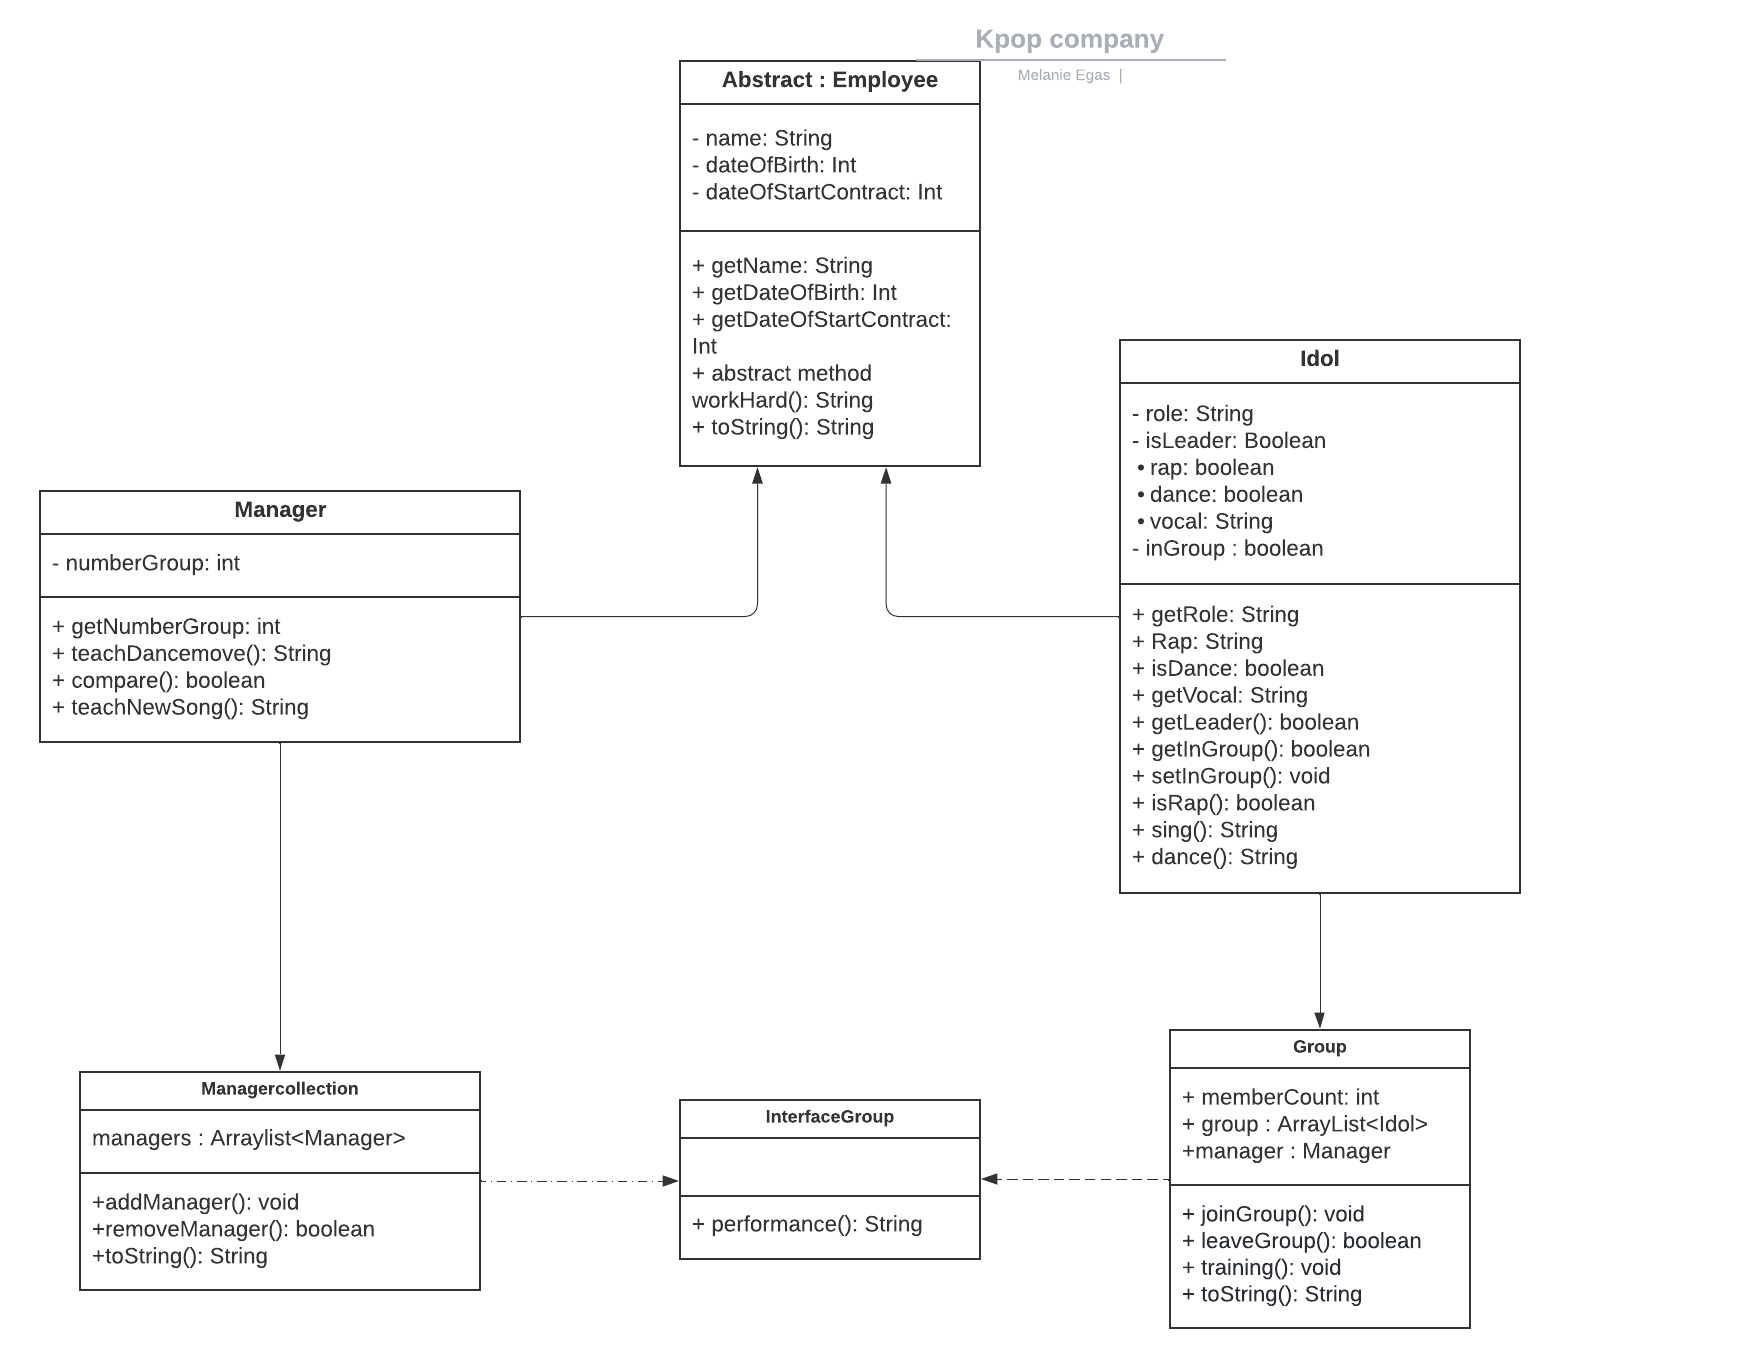 Kpop company
Melanie Egas |
Abstract : Employee
- name: String
- dateOfBirth: Int
- dateOfStartContract: Int
+ getName: String
+ getDateOfBirth: Int
+ getDateOfStartContract:
Int
+ abstract method
workHard(): String
+ toString(): String
Idol
- role: String
- isLeader: Boolean
• rap: boolean
• dance: boolean
• vocal: String
- inGroup : boolean
+ getRole: String
+ Rap: String
+ isDance: boolean
+ getVocal: String
+ getLeader(): boolean
+ getInGroup(): boolean
+ setInGroup(): void
+ isRap(): boolean
+ sing(): String
+ dance(): String
Manager
- numberGroup: int
+ getNumberGroup: int
+ teachDancemove(): String
+ compare(): boolean
+ teachNewSong(): String
Managercollection
managers : Arraylist<Manager>
+addManager(): void
+removeManager(): boolean
+toString(): String
InterfaceGroup
+ performance(): String
Group
+ memberCount: int
+ group : ArrayList<Idol>
+manager : Manager
+ joinGroup(): void
+ leaveGroup(): boolean
+ training(): void
+ toString(): String